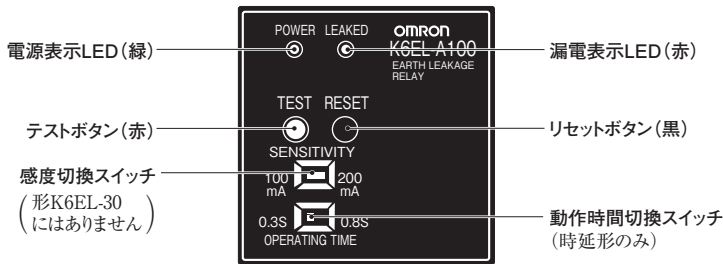 POWER LEAKED
omron
K6EL-A100
EARTH LEAKAGE
RELAY
電源表示LED(緑)
漏電表示LED(赤)
TEST RESET
テストボタン(赤)
リセットボタン(黒)
SENSITIVITY
感度切換スイッチ
(形K6EL-30
にはありません)
100
mA
200
mA
0.3S
0.8S
動作時間切換スイッチ
(時延形のみ)
OPERATING TIME